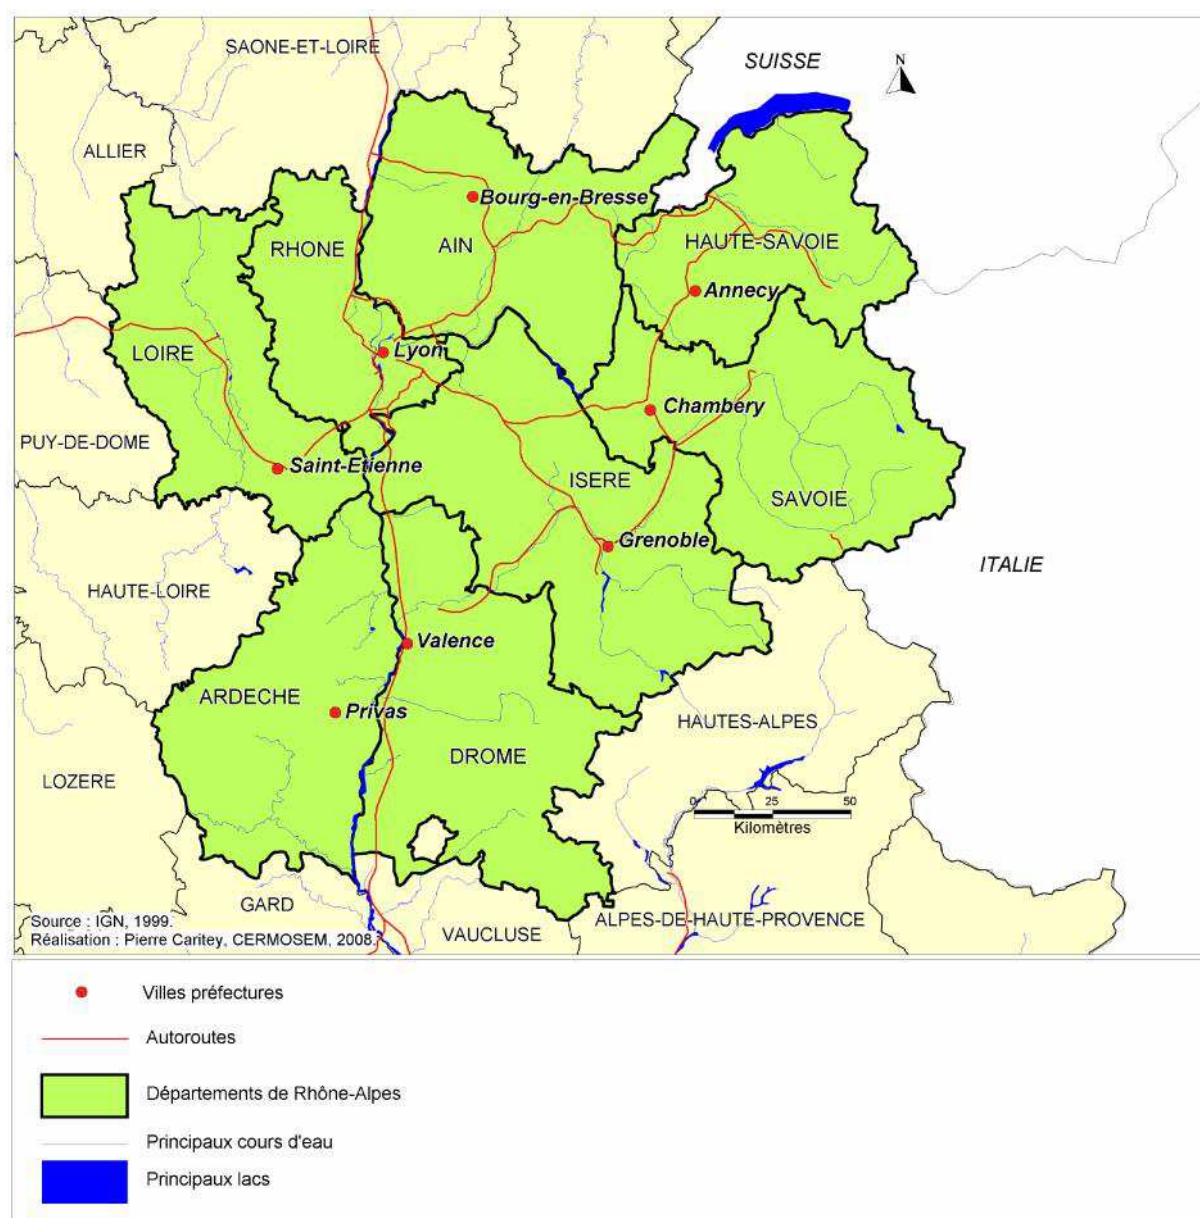 SAONE-ET-LOIRE
SUISSE
N
ALLIER
Bourg-en-Bresse
RHONE
AIN
HAUTE-SAVOIE
Annecy
LOIRE
Lyon
Chambéry
PUY-DE-DOME
Saint-Etienne
ISERE
SAVOIE
Grenoble
ITALIE
HAUTE-LOIRE
Valence
ARDECHE
Privas
HAUTES-ALPES
DROME
LOZERE
0 25 50
Kilomètres
GARD
ALPES-DE-HAUTE-PROVENCE
VAUCLUSE
Source : IGN, 1999.
Réalisation : Pierre Caritey, CERMOSEM, 2008.
Villes préfectures
Autoroutes
Départements de Rhône-Alpes
Principaux cours d'eau
Principaux lacs